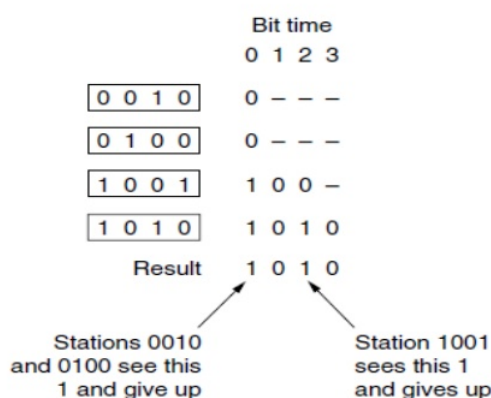 Bit time
0 1 2 3
0 0 1 0 0 – – –
0 1 0 0 0 – – –
1 0 0 1 1 0 0 –
1 0 1 0 1 0 1 0
Result 1 0 1 0
Stations 0010
and 0100 see this
1 and give up
Station 1001
sees this 1
and gives up